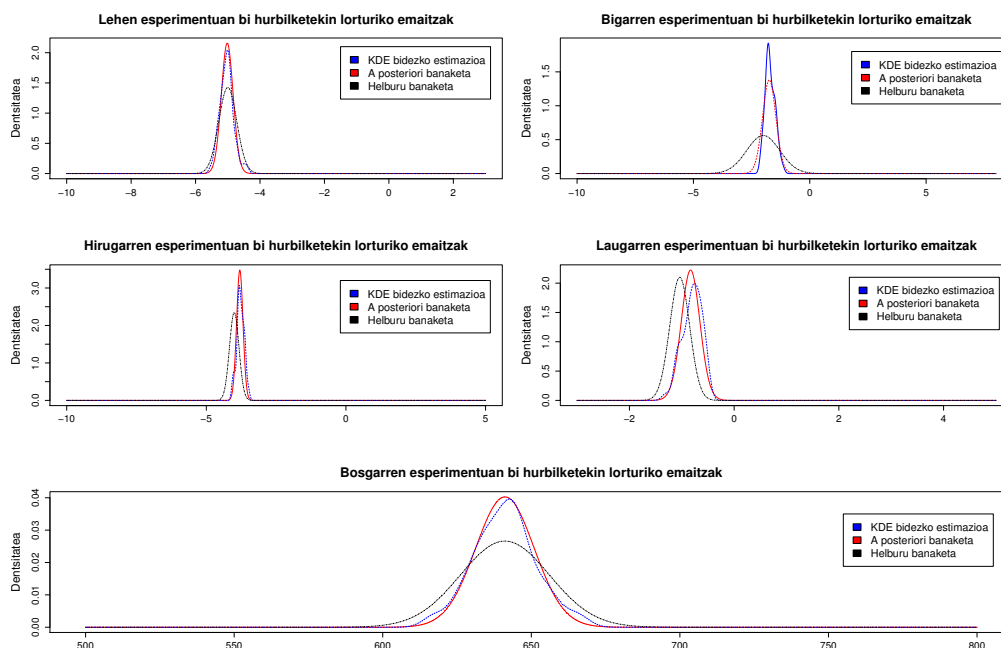 Lehen esperimentuan bi hurbilketekin lorturiko emaitzak
Dentsitatea
0.0 0.5 1.0 1.5 2.0
−10 −8 −6 −4 −2 0 2
KDE bidezko estimazioa
A posteriori banaketa
Helburu banaketa
Bigarren esperimentuan bi hurbilketekin lorturiko emaitzak
Dentsitatea
0.0 0.5 1.0 1.5
−10 −5 0 5
KDE bidezko estimazioa
A posteriori banaketa
Helburu banaketa
Hirugarren esperimentuan bi hurbilketekin lorturiko emaitzak
Dentsitatea
0.0 1.0 2.0 3.0
−10 −5 0 5
KDE bidezko estimazioa
A posteriori banaketa
Helburu banaketa
Laugarren esperimentuan bi hurbilketekin lorturiko emaitzak
Dentsitatea
0.0 0.5 1.0 1.5 2.0
−2 0 2 4
KDE bidezko estimazioa
A posteriori banaketa
Helburu banaketa
Bosgarren esperimentuan bi hurbilketekin lorturiko emaitzak
Dentsitatea
0.00 0.01 0.02 0.03 0.04
500 550 600 650 700 750 800
KDE bidezko estimazioa
A posteriori banaketa
Helburu banaketa